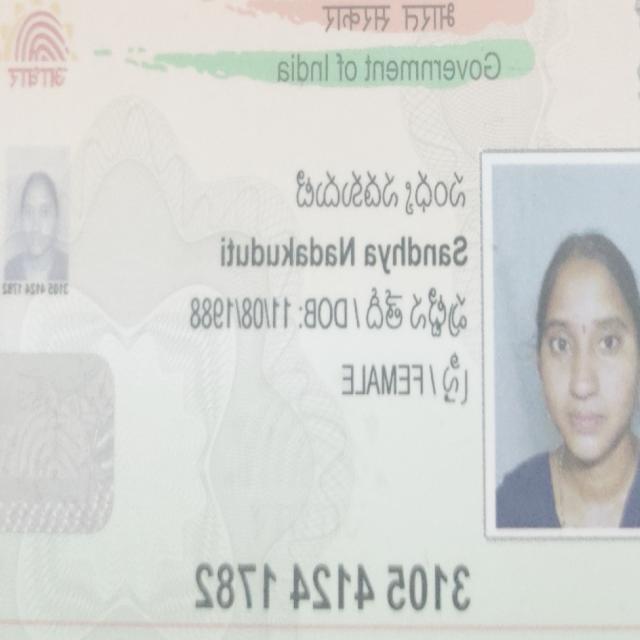 भारत सरकार
Government of India
आधार
సంధ్య నడకుదుటి
Sandhya Nadakuduti
పుట్టిన తేదీ / DOB: 11/08/1988
స్త్రీ / FEMALE
3105 4124 1782
3105 4124 1782